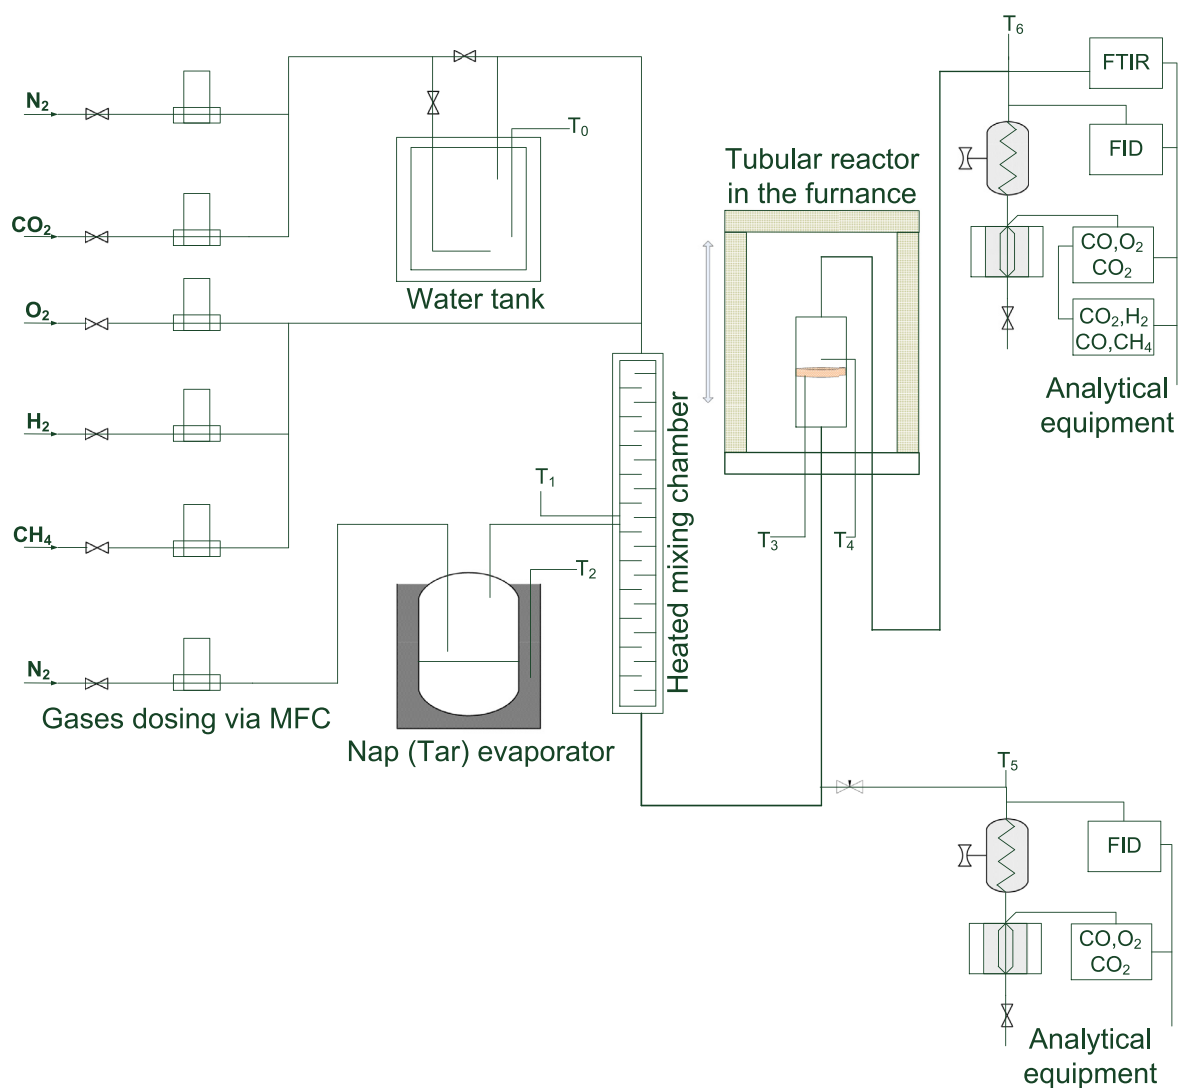 N₂
CO₂
O₂
H₂
CH₄
N₂
Gases dosing via MFC
T₀
Water tank
T₁
T₂
Nap (Tar) evaporator
Heated mixing chamber
Tubular reactor
in the furnance
T₃
T₄
T₆
FTIR
FID
CO,O₂
CO₂
CO₂,H₂
CO,CH₄
Analytical
equipment
T₅
FID
CO,O₂
CO₂
Analytical
equipment